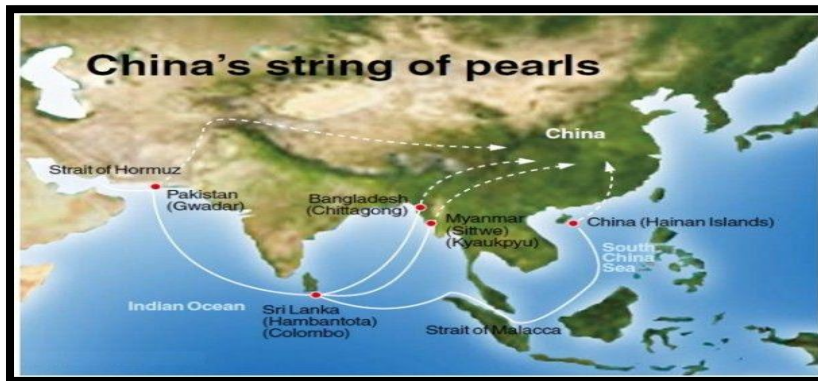 China's string of pearls
China
Strait of Hormuz
Pakistan
(Gwadar)
Bangladesh
(Chittagong)
Myanmar
(Sittwe)
(Kyaukpyu)
China (Hainan Islands)
South
China
Sea
Indian Ocean
Sri Lanka
(Hambantota)
(Colombo)
Strait of Malacca